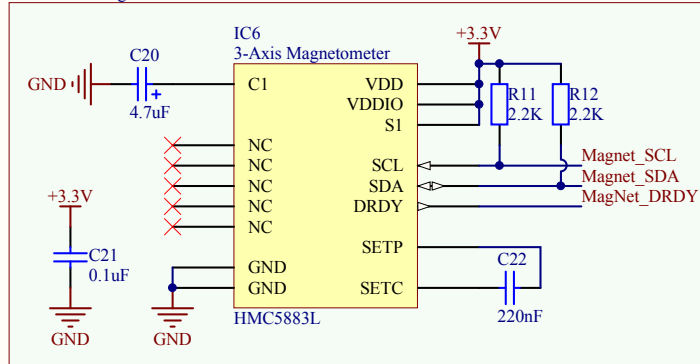 IC6
3-Axis Magnetometer
+3.3V
C20
GND
4.7uF
C1
VDD
VDDIO
S1
R11
2.2K
R12
2.2K
NC
NC
NC
NC
NC
SCL
SDA
DRDY
Magnet_SCL
Magnet_SDA
MagNet_DRDY
+3.3V
C21
0.1uF
GND
SETP
SETC
GND
GND
GND
C22
220nF
HMC5883L